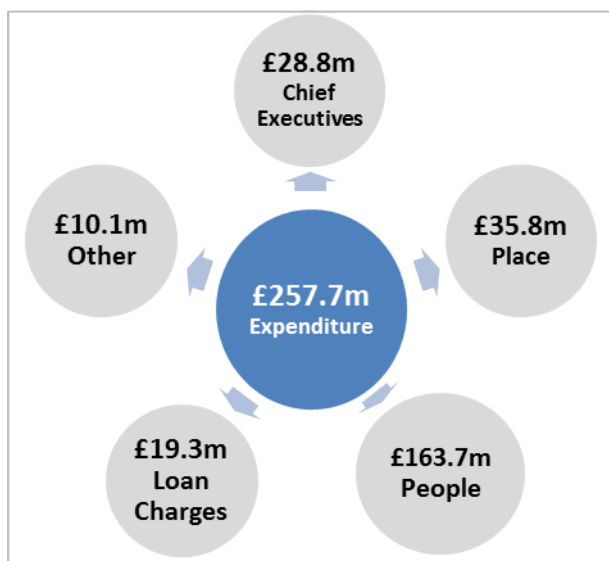 £28.8m
Chief
Executives
£10.1m
Other
£35.8m
Place
£257.7m
Expenditure
£19.3m
Loan
Charges
£163.7m
People